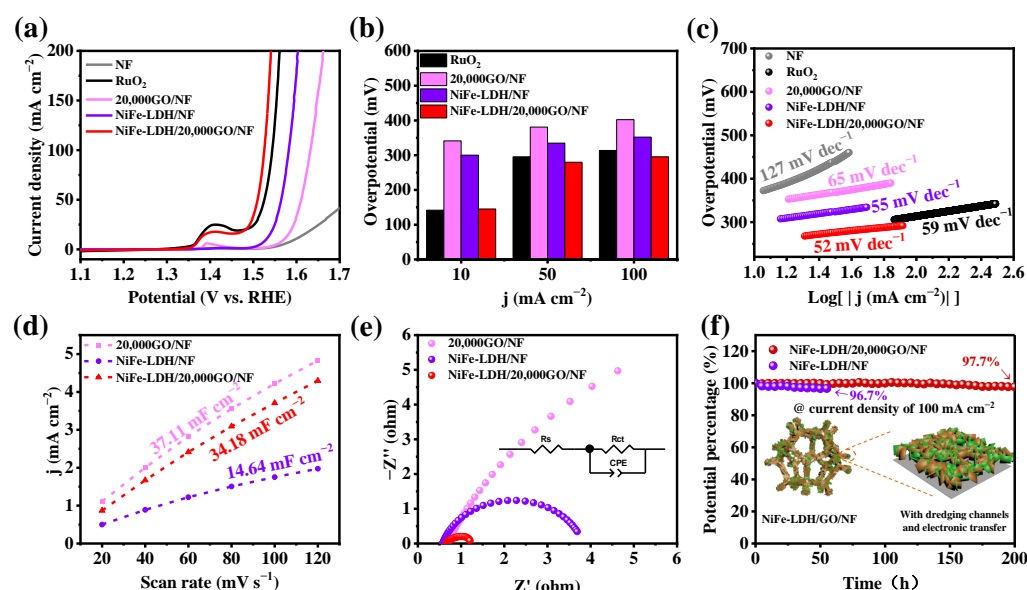 (a)
200
150
100
50
0
Current density (mA cm⁻²)
NF
RuO₂
20,000GO/NF
NiFe-LDH/NF
NiFe-LDH/20,000GO/NF
1.1 1.2 1.3 1.4 1.5 1.6 1.7
Potential (V vs. RHE)
(b)
600
500
400
300
200
100
0
Overpotential (mV)
RuO₂
20,000GO/NF
NiFe-LDH/NF
NiFe-LDH/20,000GO/NF
10 50 100
j (mA cm⁻²)
(c)
700
600
500
400
300
200
Overpotential (mV)
NF
RuO₂
20,000GO/NF
NiFe-LDH/NF
NiFe-LDH/20,000GO/NF
127 mV dec⁻¹
65 mV dec⁻¹
55 mV dec⁻¹
52 mV dec⁻¹
59 mV dec⁻¹
1.0 1.2 1.4 1.6 1.8 2.0 2.2 2.4 2.6
Log[ | j (mA cm⁻²)| ]
(d)
5
4
3
2
1
0
j (mA cm⁻²)
20,000GO/NF
NiFe-LDH/NF
NiFe-LDH/20,000GO/NF
37.11 mF cm⁻²
34.18 mF cm⁻²
14.64 mF cm⁻²
20 40 60 80 100 120
Scan rate (mV s⁻¹)
(e)
−6
−5
−4
−3
−2
−1
0
−Z'' (ohm)
20,000GO/NF
NiFe-LDH/NF
NiFe-LDH/20,000GO/NF
Rs
Rct
CPE
0 1 2 3 4 5 6
Z' (ohm)
(f)
120
100
80
60
40
20
0
Potential percentage (%)
NiFe-LDH/20,000GO/NF
NiFe-LDH/NF
97.7%
96.7%
@ current density of 100 mA cm⁻²
NiFe-LDH/GO/NF
With dredging channels
and electronic transfer
0 50 100 150 200
Time（h）